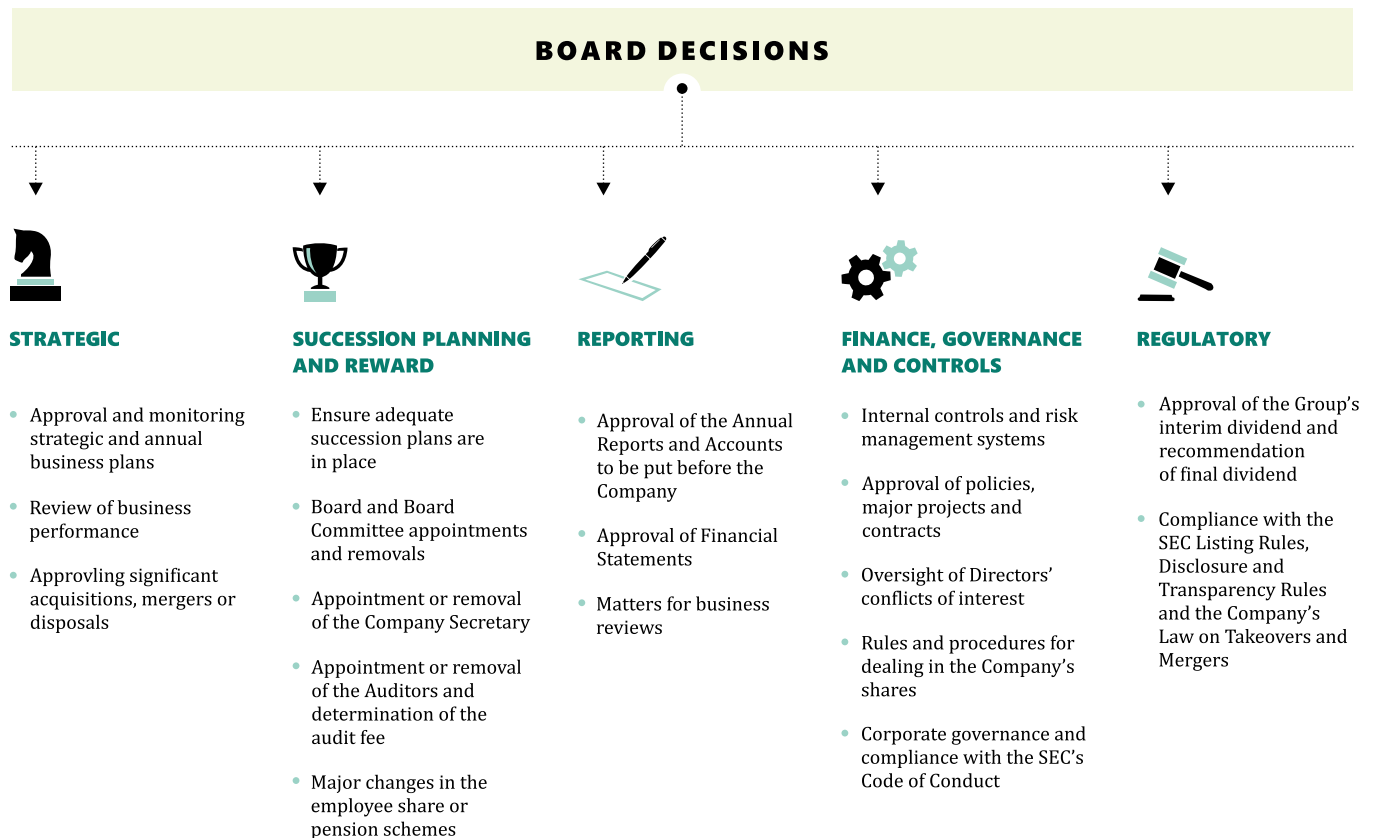 BOARD DECISIONS
STRATEGIC
Approval and monitoring
strategic and annual
business plans
Review of business
performance
Approvling significant
acquisitions, mergers or
disposals
SUCCESSION PLANNING
AND REWARD
Ensure adequate
succession plans are
in place
Board and Board
Committee appointments
and removals
Appointment or removal
of the Company Secretary
Appointment or removal
of the Auditors and
determination of the
audit fee
Major changes in the
employee share or
pension schemes
REPORTING
Approval of the Annual
Reports and Accounts
to be put before the
Company
Approval of Financial
Statements
Matters for business
reviews
FINANCE, GOVERNANCE
AND CONTROLS
Internal controls and risk
management systems
Approval of policies,
major projects and
contracts
Oversight of Directors’
conflicts of interest
Rules and procedures for
dealing in the Company’s
shares
Corporate governance and
compliance with the SEC’s
Code of Conduct
REGULATORY
Approval of the Group’s
interim dividend and
recommendation
of final dividend
Compliance with the
SEC Listing Rules,
Disclosure and
Transparency Rules
and the Company’s
Law on Takeovers and
Mergers